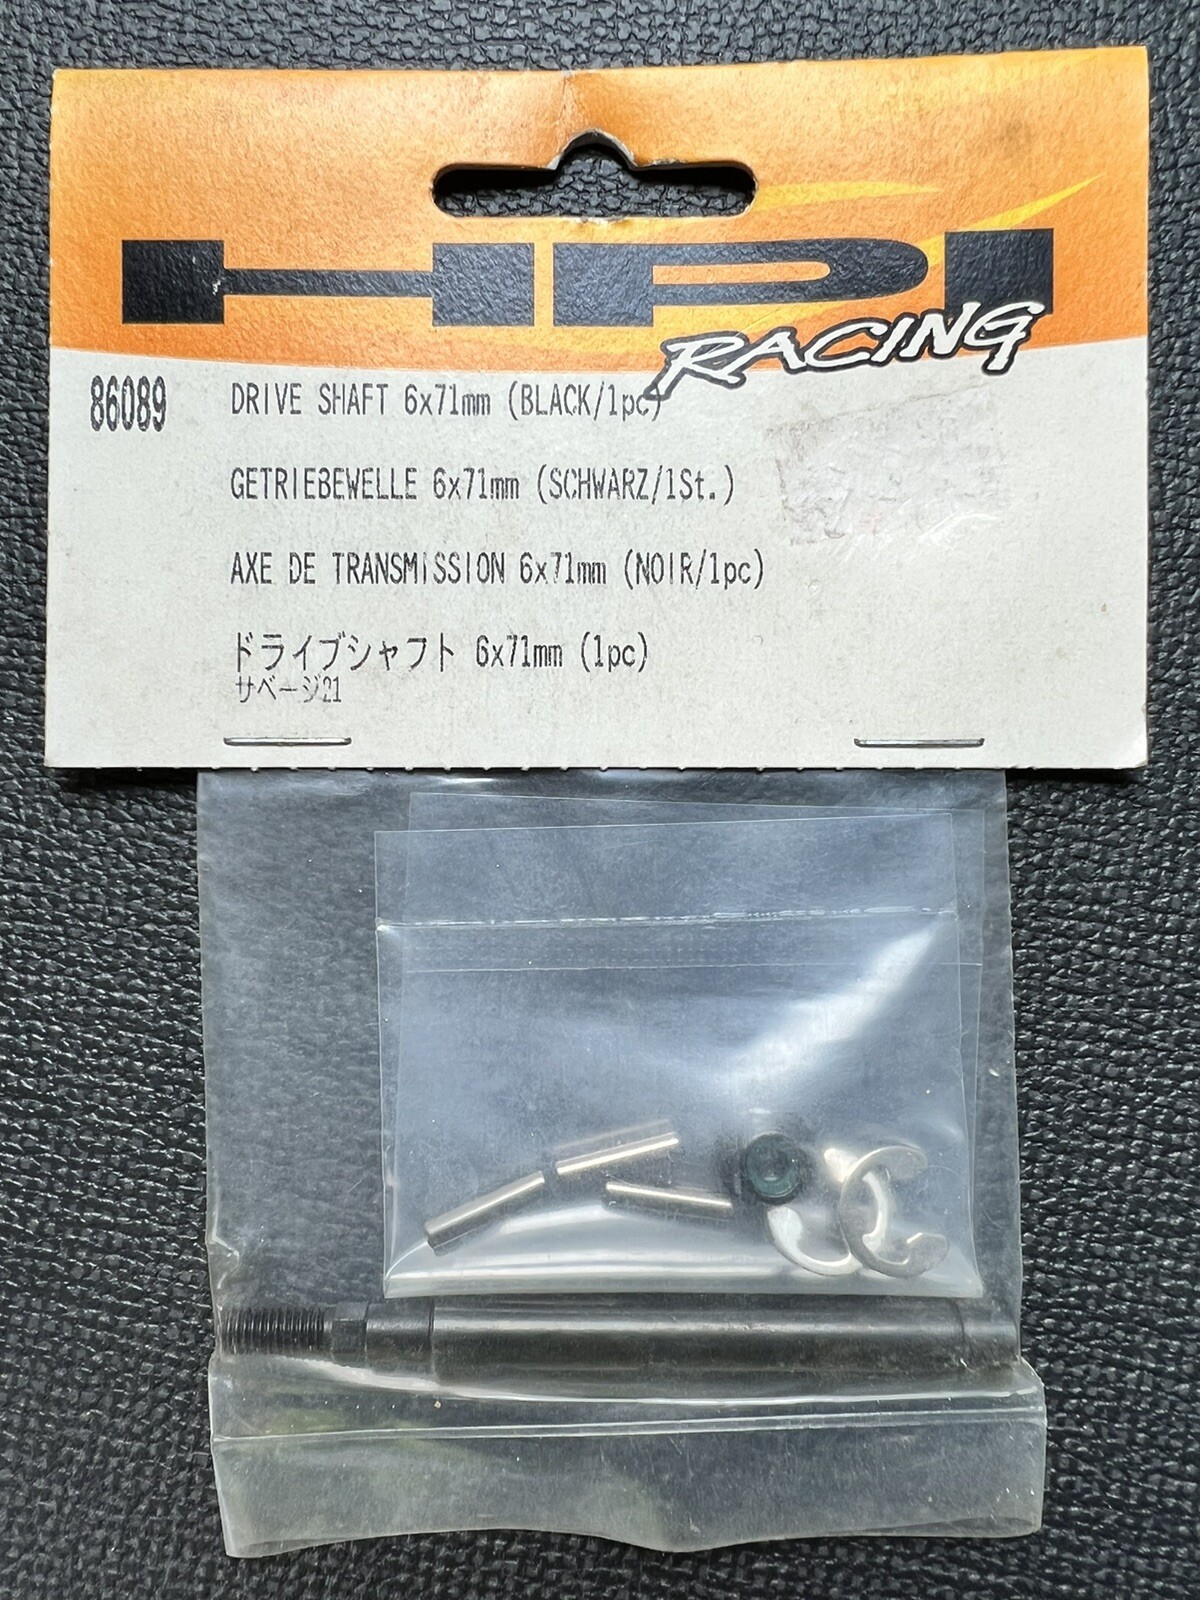 HPI
RACING
86089
DRIVE SHAFT 6x71mm (BLACK/1pc)
GETRIEBEWELLE 6x71mm (SCHWARZ/1St.)
AXE DE TRANSMISSION 6x71mm (NOIR/1pc)
ドライブシャフト 6x71mm (1pc)
サベージ21